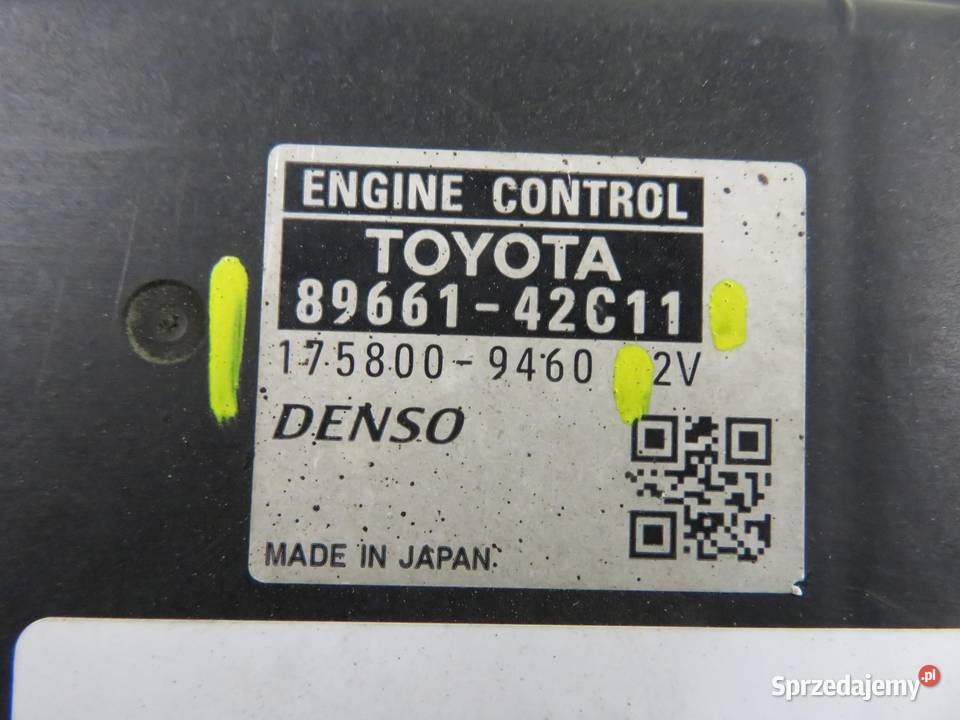 ENGINE CONTROL
TOYOTA
89661-42C11
175800-9460 2V
DENSO
MADE IN JAPAN
Sprzedajemy.pl